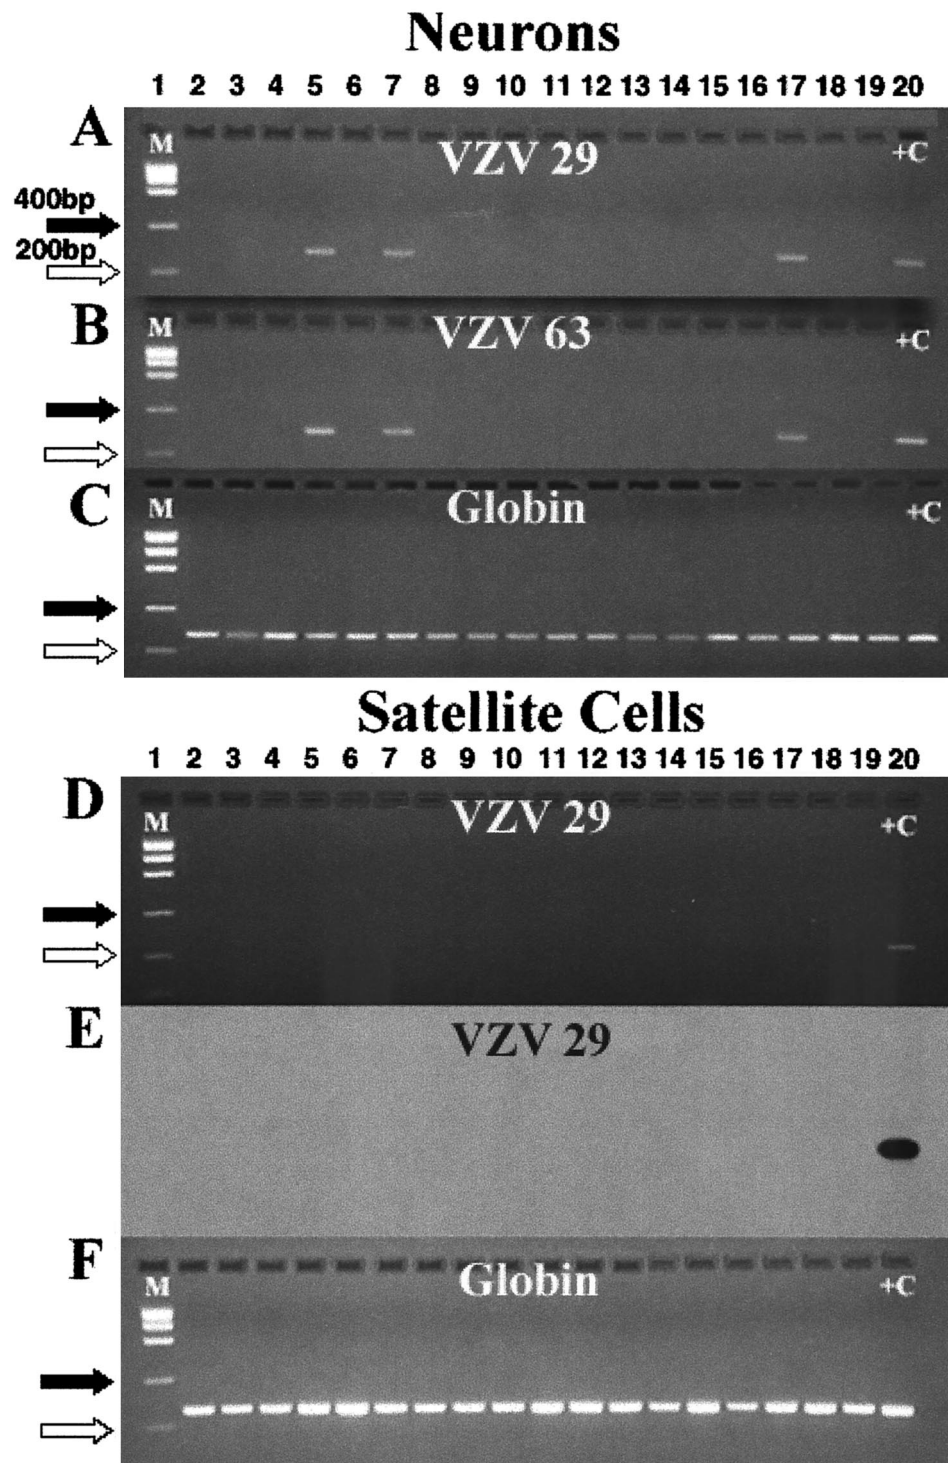 Neurons
1 2 3 4 5 6 7 8 9 10 11 12 13 14 15 16 17 18 19 20
A
M VZV 29 +C
400bp
200bp
B
M VZV 63 +C
C
M Globin +C
Satellite Cells
1 2 3 4 5 6 7 8 9 10 11 12 13 14 15 16 17 18 19 20
D
M VZV 29 +C
E
VZV 29
F
M Globin +C